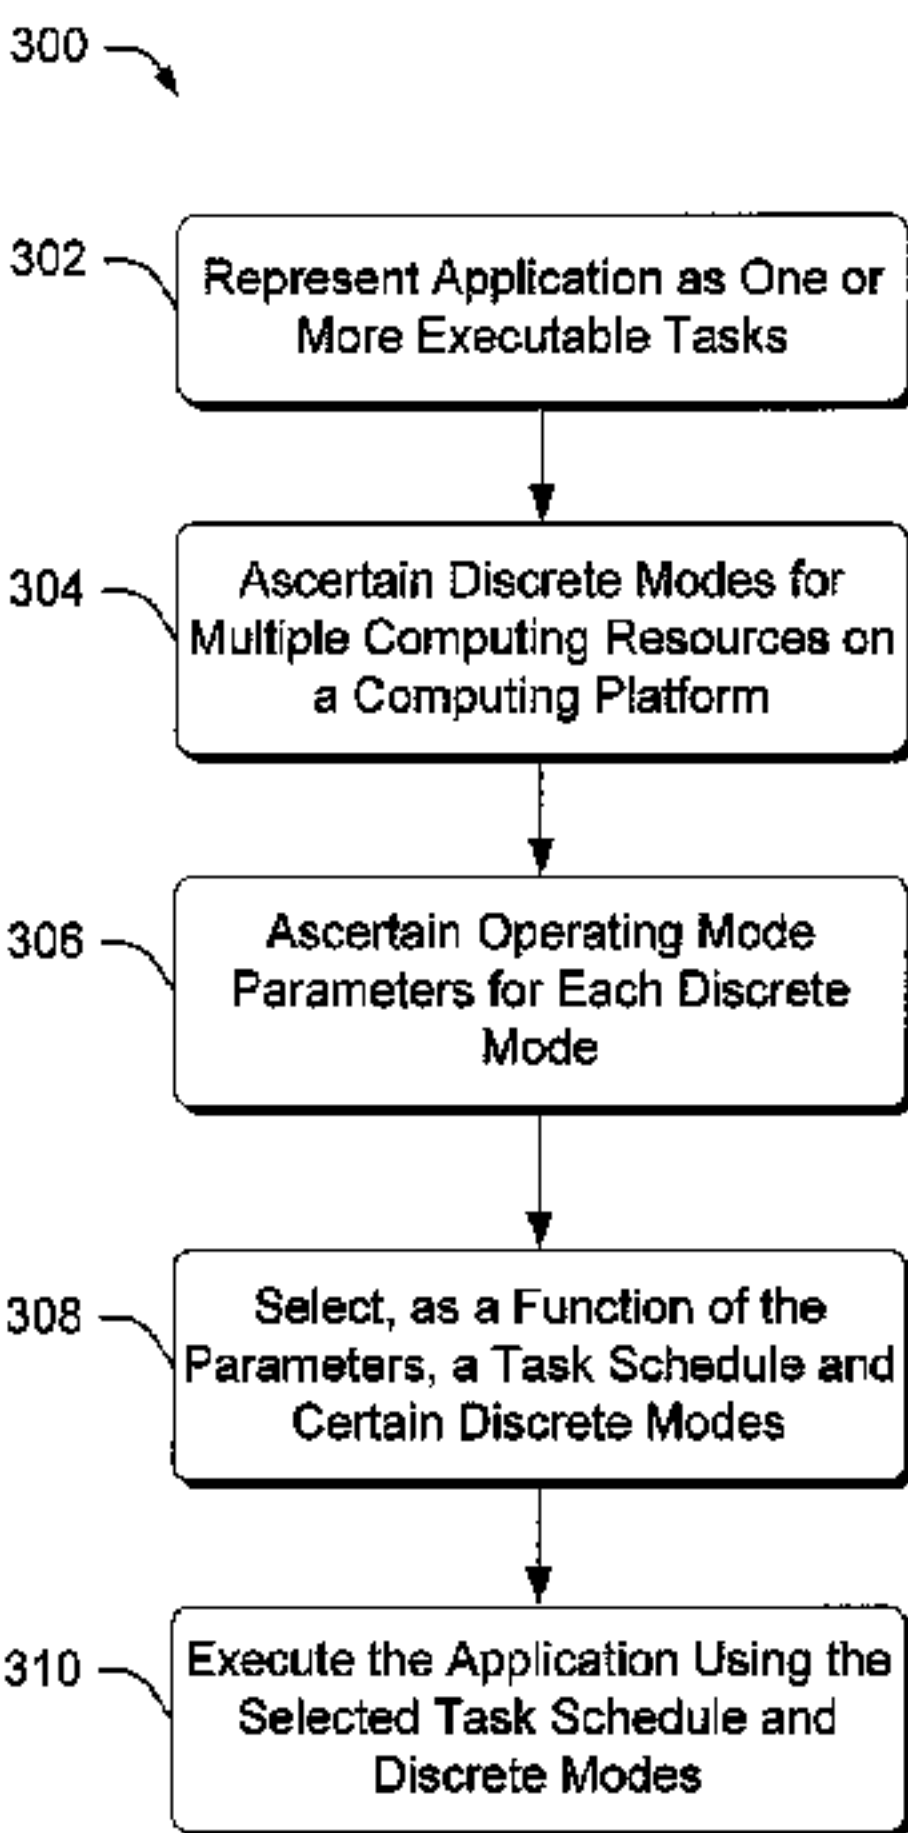 300
302
Represent Application as One or
More Executable Tasks
304
Ascertain Discrete Modes for
Multiple Computing Resources on
a Computing Platform
306
Ascertain Operating Mode
Parameters for Each Discrete
Mode
308
Select, as a Function of the
Parameters, a Task Schedule and
Certain Discrete Modes
310
Execute the Application Using the
Selected Task Schedule and
Discrete Modes